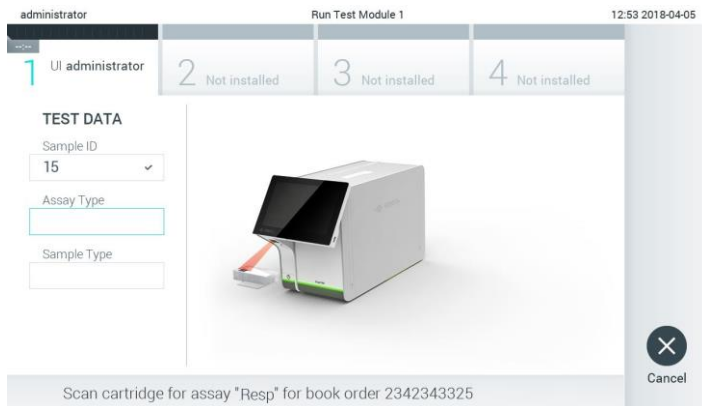 administrator
Run Test Module 1
12:53 2018-04-05
--:--
1 UI administrator
2 Not installed
3 Not installed
4 Not installed
TEST DATA
Sample ID
15
Assay Type
Sample Type
Cancel
Scan cartridge for assay "Resp" for book order 2342343325